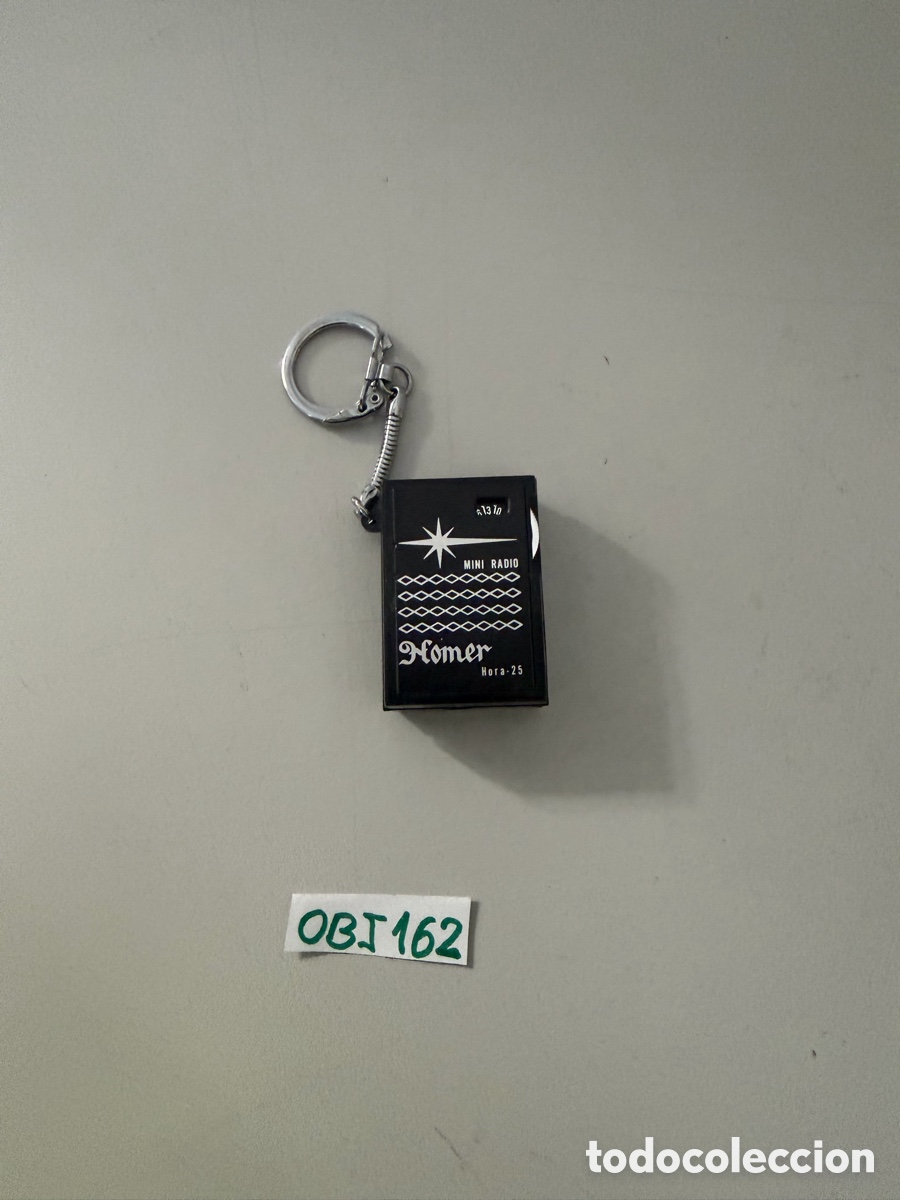 MINI RADIO
Homer
Hora-25
OBJ162
todocoleccion